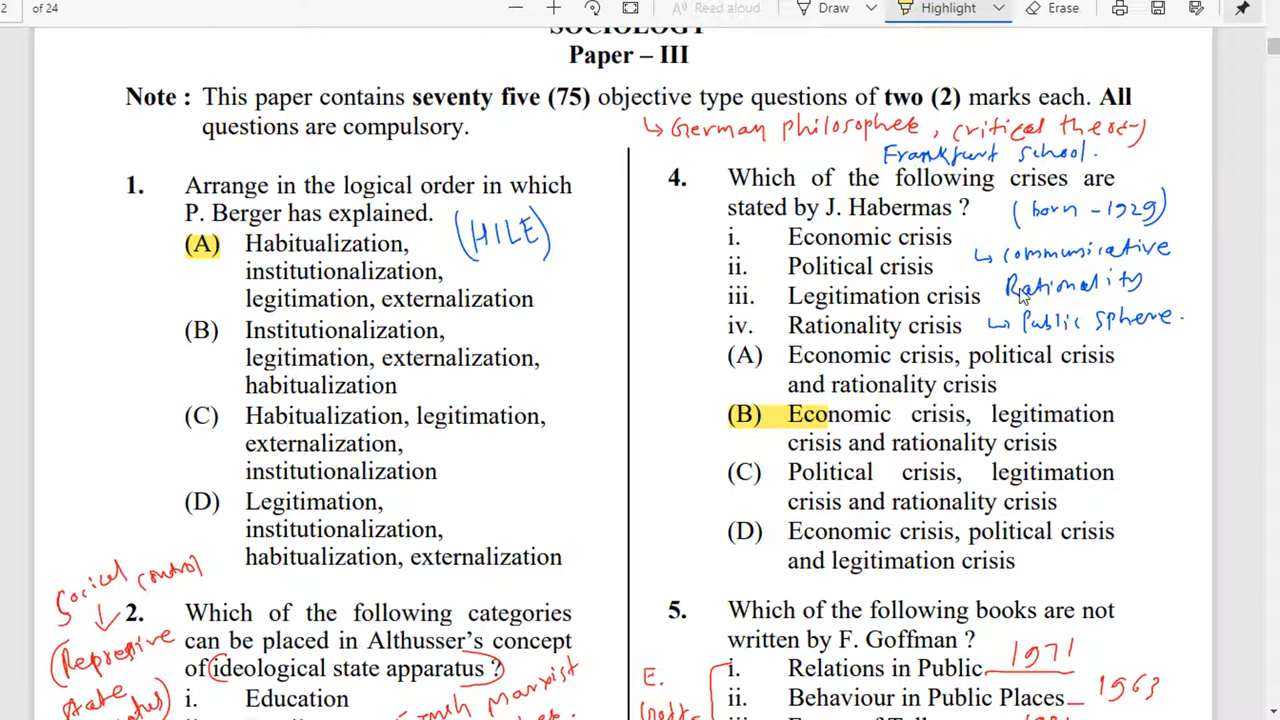 2 of 24
Read aloud Draw Highlight Erase
SOCIOLOGY
Paper – III
Note : This paper contains seventy five (75) objective type questions of two (2) marks each. All
questions are compulsory.
↳ German philosopher, critical theory
Frankfurt school.
1. Arrange in the logical order in which
P. Berger has explained.
(HILE)
(A) Habitualization,
institutionalization,
legitimation, externalization
(B) Institutionalization,
legitimation, externalization,
habitualization
(C) Habitualization, legitimation,
externalization,
institutionalization
(D) Legitimation,
institutionalization,
habitualization, externalization
Social control
↓
(Repressive
state
2. Which of the following categories
can be placed in Althusser's concept
of ideological state apparatus ?
marxist
i. Education
4. Which of the following crises are
stated by J. Habermas ?
(born - 1929)
i. Economic crisis
ii. Political crisis
iii. Legitimation crisis
iv. Rationality crisis
↳ communicative
Rationality
↳ Public sphere.
(A) Economic crisis, political crisis
and rationality crisis
(B) Economic crisis, legitimation
crisis and rationality crisis
(C) Political crisis, legitimation
crisis and rationality crisis
(D) Economic crisis, political crisis
and legitimation crisis
5. Which of the following books are not
written by F. Goffman ?
E.
i. Relations in Public 1971
ii. Behaviour in Public Places 1963